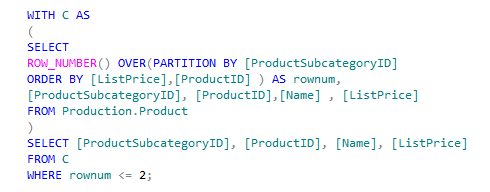 WITH C AS
(
SELECT
ROW_NUMBER() OVER(PARTITION BY [ProductSubcategoryID]
ORDER BY [ListPrice],[ProductID] ) AS rownum,
[ProductSubcategoryID], [ProductID],[Name] , [ListPrice]
FROM Production.Product
)
SELECT [ProductSubcategoryID], [ProductID], [Name], [ListPrice]
FROM C
WHERE rownum <= 2;